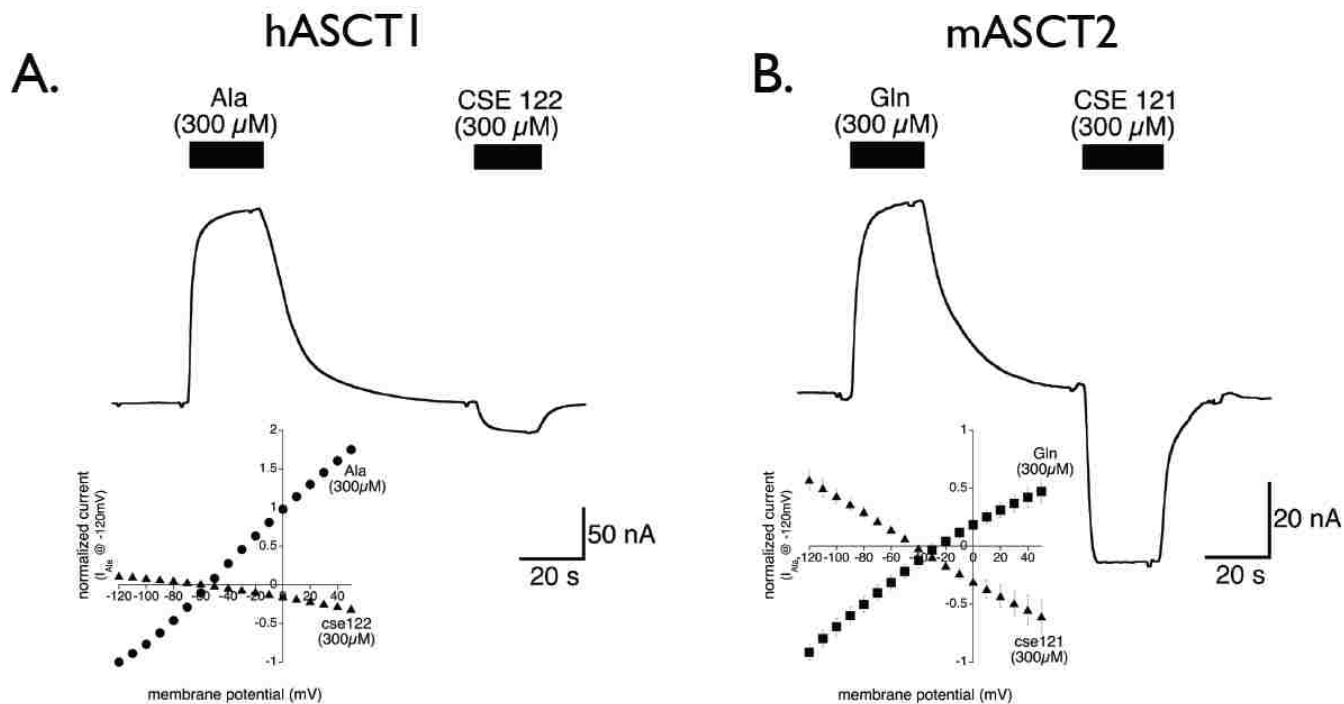 hASCT1
mASCT2
A.
Ala
(300 µM)
CSE 122
(300 µM)
B.
Gln
(300 µM)
CSE 121
(300 µM)
2
1.5
1
0.5
0
-0.5
-1
-120 -100 -80 -60 -40 -20 0 20 40
Ala
(300µM)
cse122
(300µM)
normalized current
(I Ala @ -120mV)
membrane potential (mV)
50 nA
20 s
1
0.5
0
-0.5
-1
-120 -100 -80 -60 -40 -20 0 20 40
Gln
(300µM)
cse121
(300µM)
normalized current
(I Ala @ -120mV)
membrane potential (mV)
20 nA
20 s